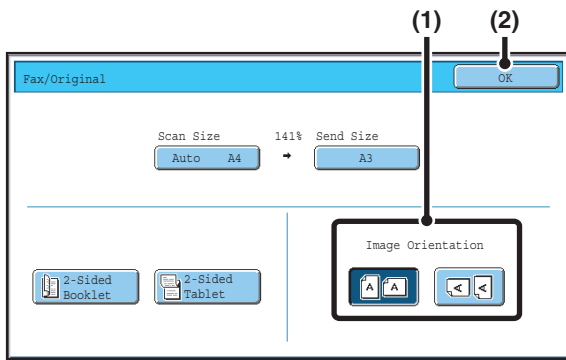 (1) (2)
Fax/Original OK
Scan Size 141% Send Size
Auto A4 → A3
Image Orientation
2-Sided Booklet
2-Sided Tablet
A A A A